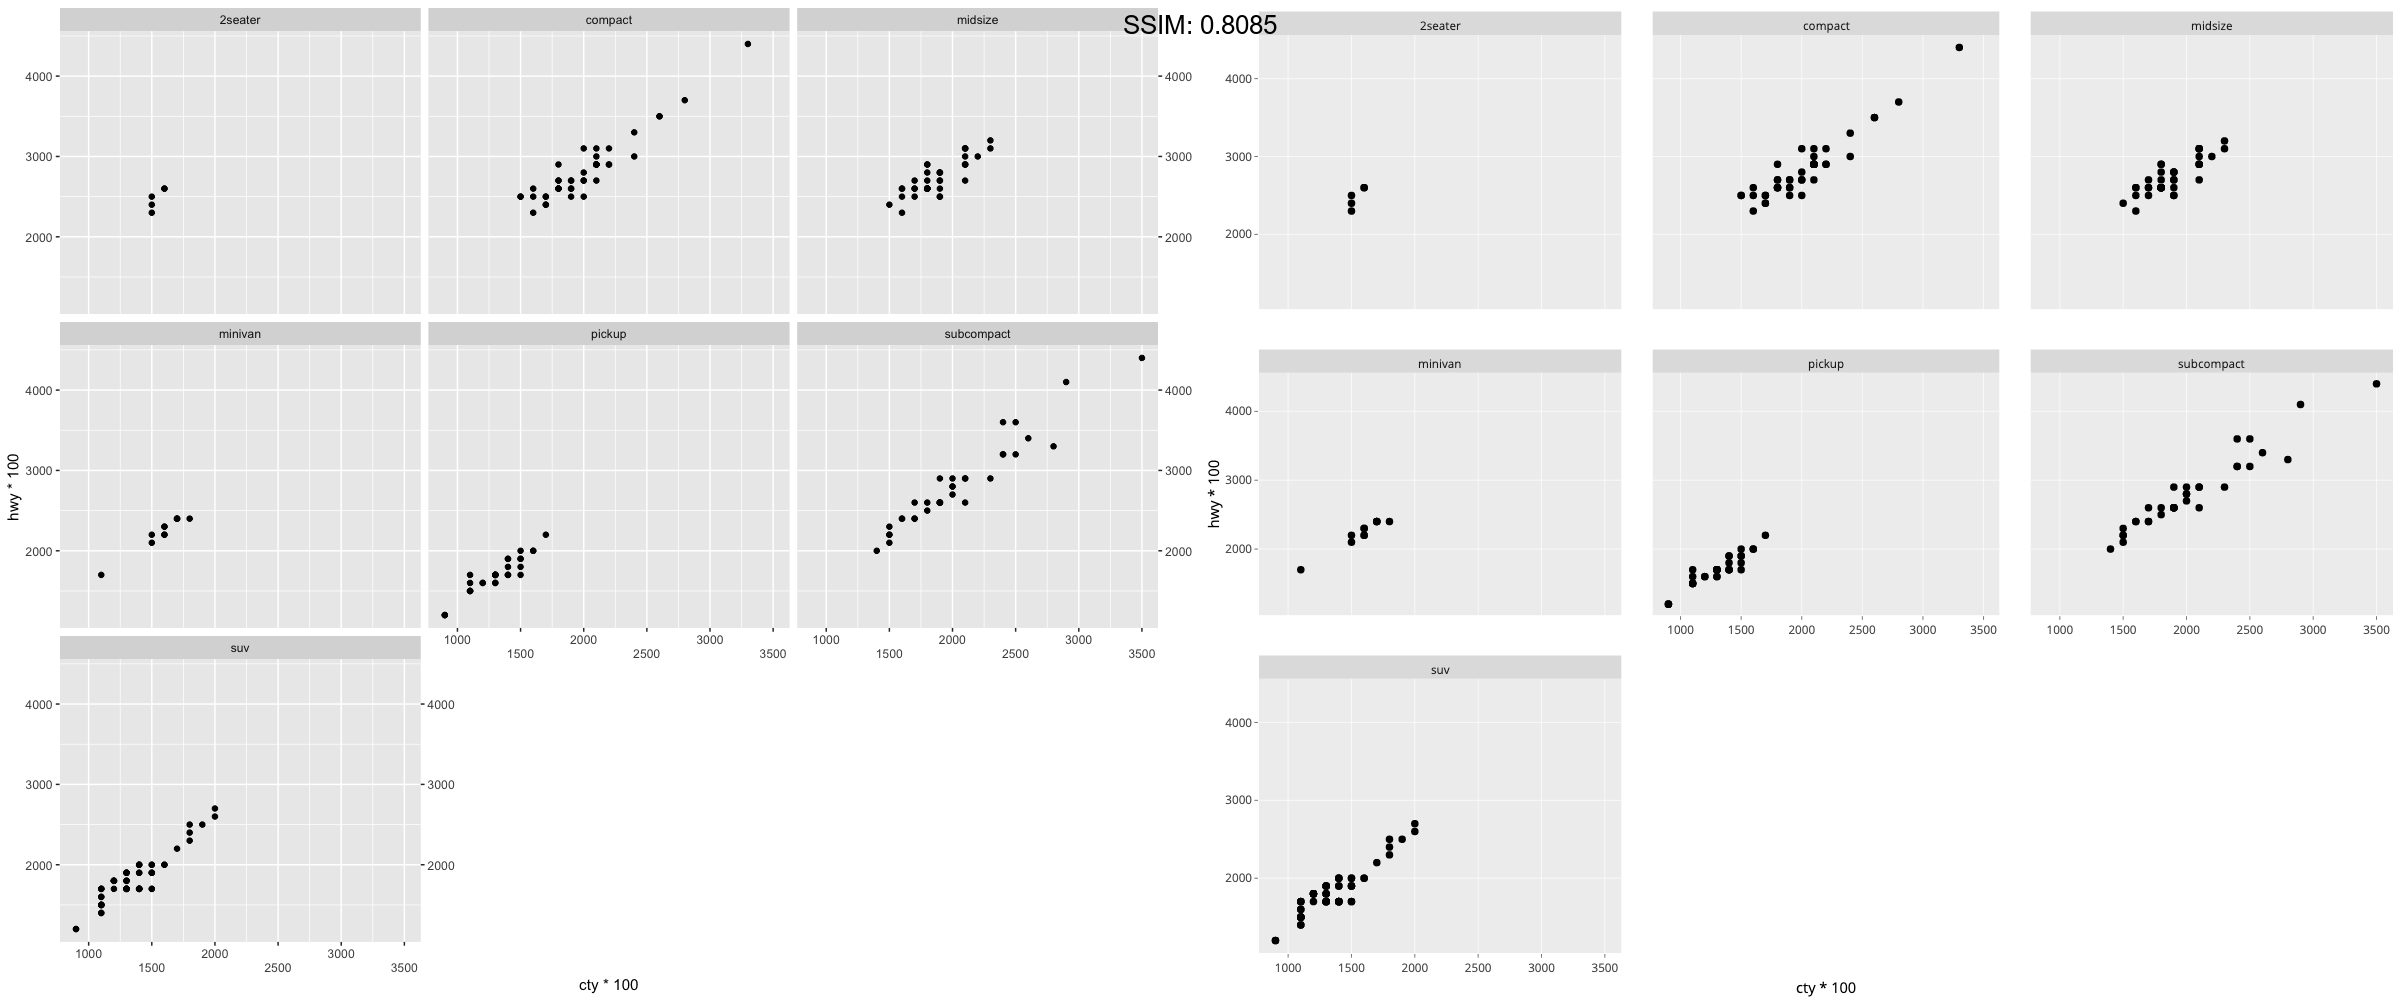 SSIM: 0.8085
2seater compact midsize
4000 4000
3000 3000
2000 2000
minivan pickup subcompact
4000 4000
3000 3000
2000 2000
1000 2000 3000 1000 2000 3000
1500 2500 3500 1500 2500 3500
suv
4000 4000
3000 3000
2000 2000
1000 2000 3000
1500 2500 3500
hwy * 100
cty * 100
2seater compact midsize
4000
3000
2000
minivan pickup subcompact
4000
3000
2000
1000 1500 2000 2500 3000 3500 1000 1500 2000 2500 3000 3500
suv
4000
3000
2000
1000 1500 2000 2500 3000 3500
hwy * 100
cty * 100